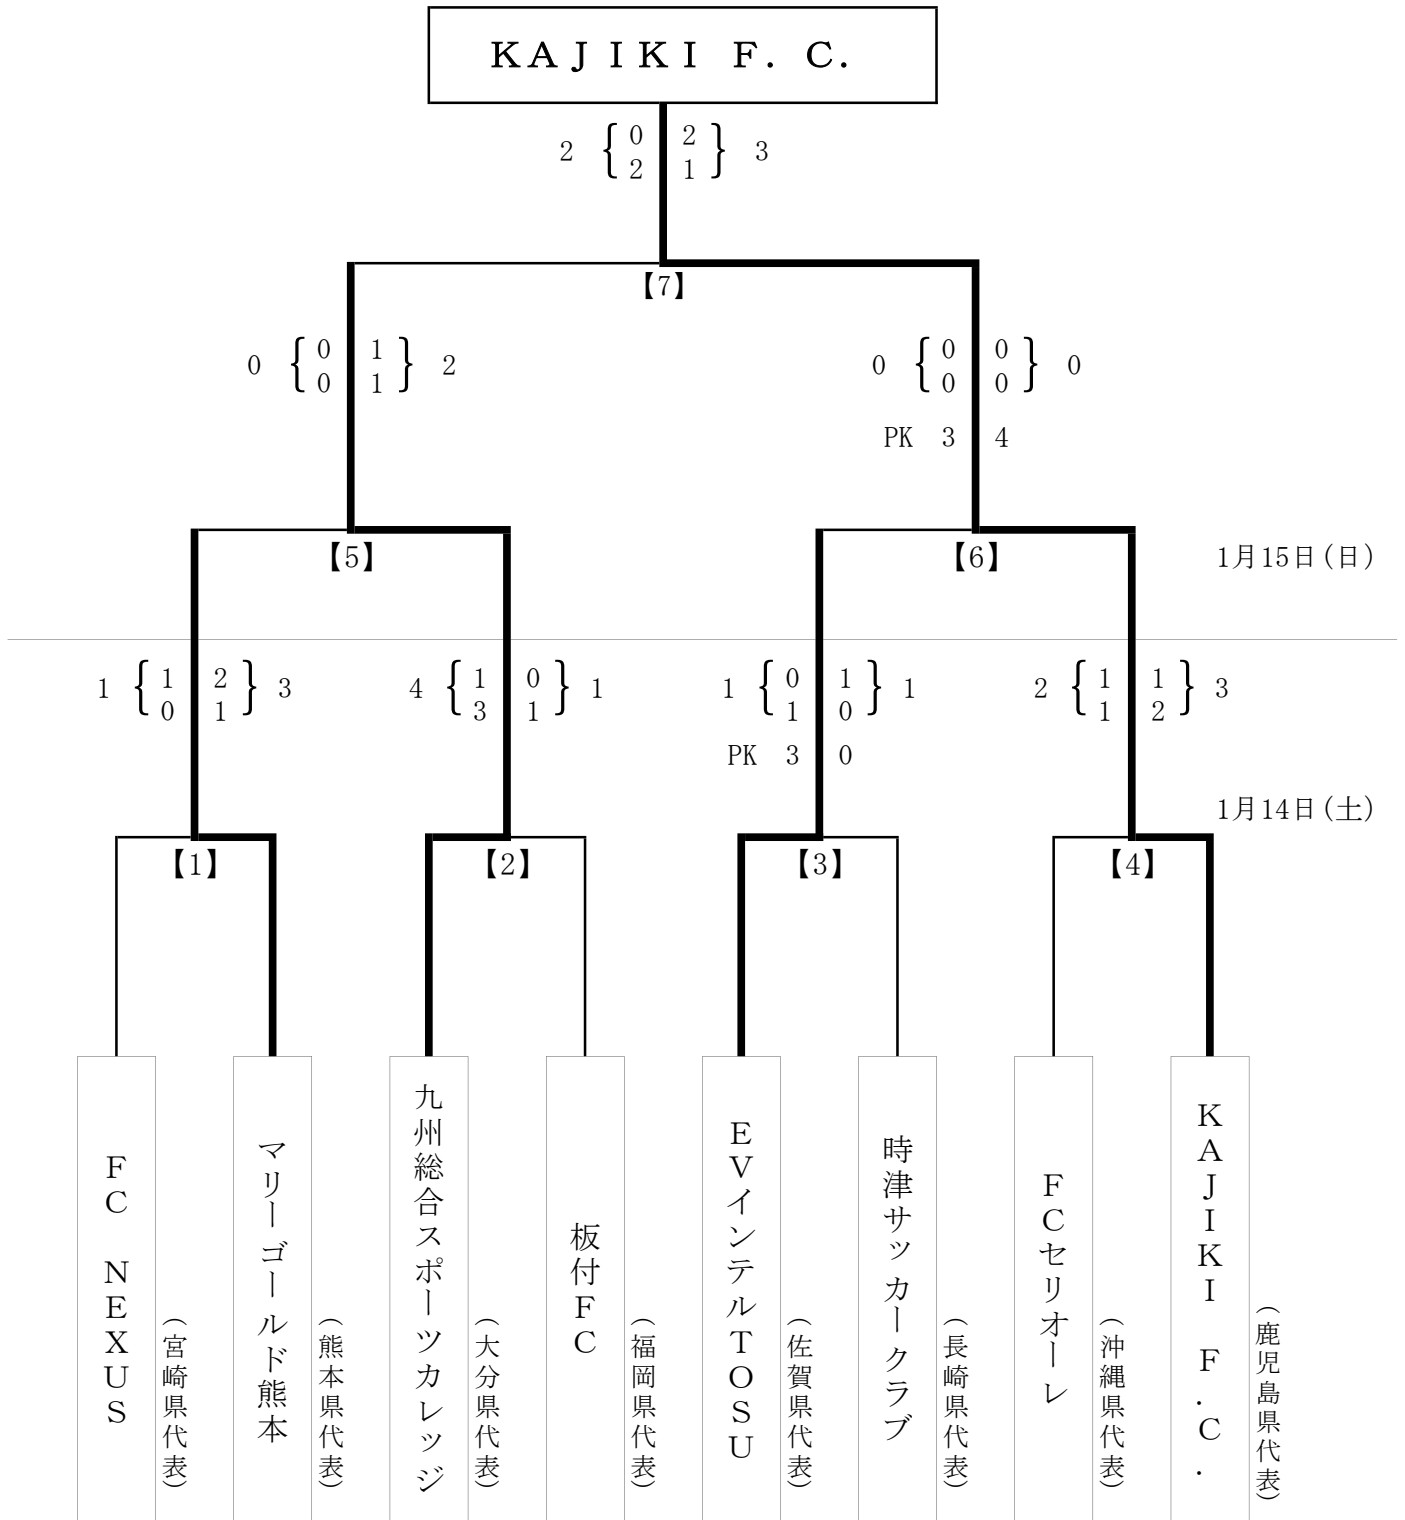 KAJIKI F. C.
2 { 0 2 } 3
2 1
【7】
0 { 0 1 } 2
0 1
0 { 0 0 } 0
0 0
PK 3 4
【5】
【6】
1月15日(日)
1 { 1 2 } 3
0 1
4 { 1 0 } 1
3 1
1 { 0 1 } 1
1 0
PK 3 0
2 { 1 1 } 3
1 2
1月14日(土)
【1】
【2】
【3】
【4】
FC NEXUS
(宮崎県代表)
マリーゴールド熊本
(熊本県代表)
九州総合スポーツカレッジ
(大分県代表)
板付FC
(福岡県代表)
EVインテルTOSU
(佐賀県代表)
時津サッカークラブ
(長崎県代表)
FCセリオーレ
(沖縄県代表)
KAJIKI F.C.
(鹿児島県代表)